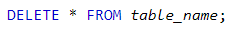 DELETE * FROM table_name;